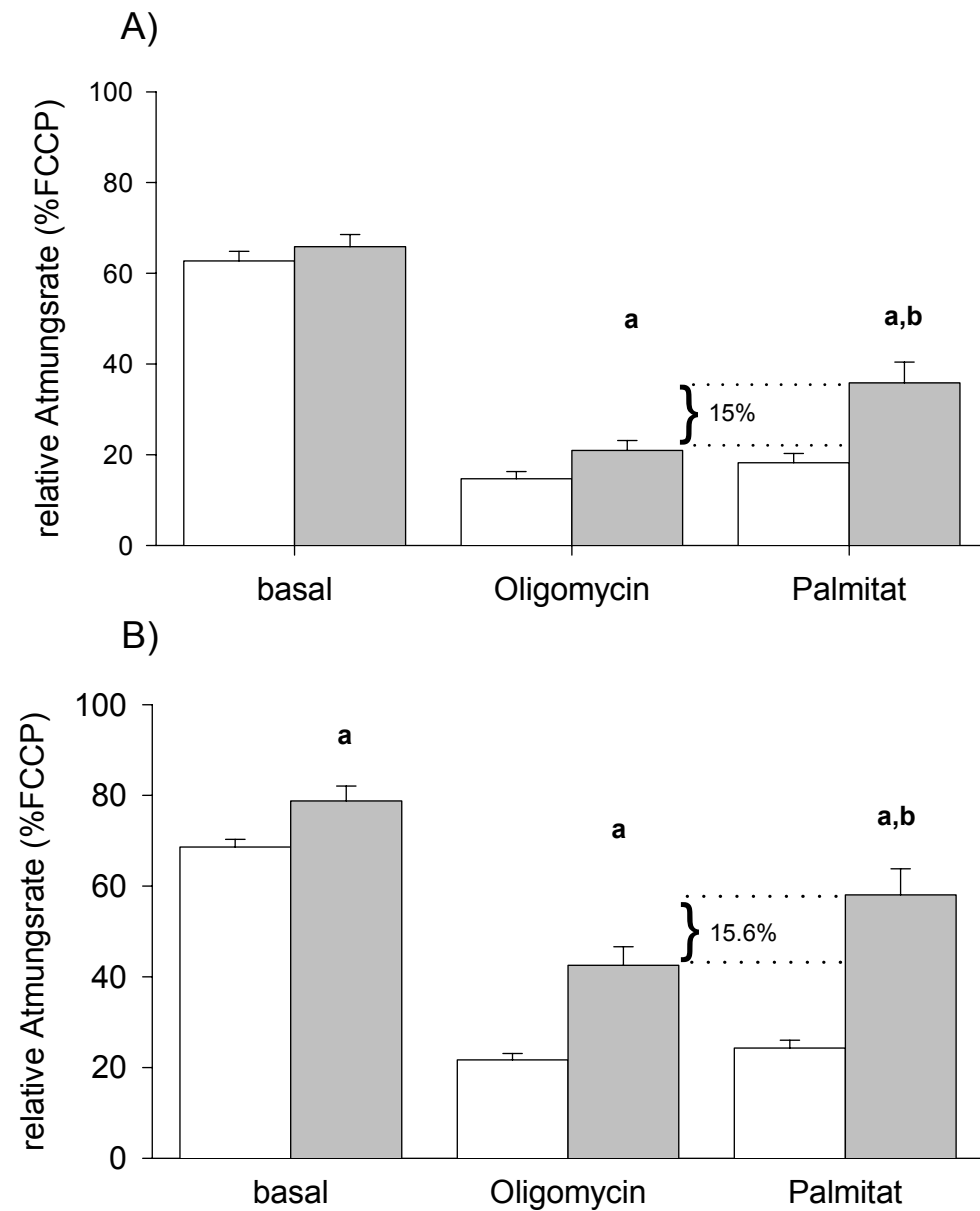 A)
relative Atmungsrate (%FCCP)
100
80
60
40
20
0
a
a,b
} 15%
basal Oligomycin Palmitat
B)
relative Atmungsrate (%FCCP)
100
80
60
40
20
0
a
a
a,b
} 15.6%
basal Oligomycin Palmitat